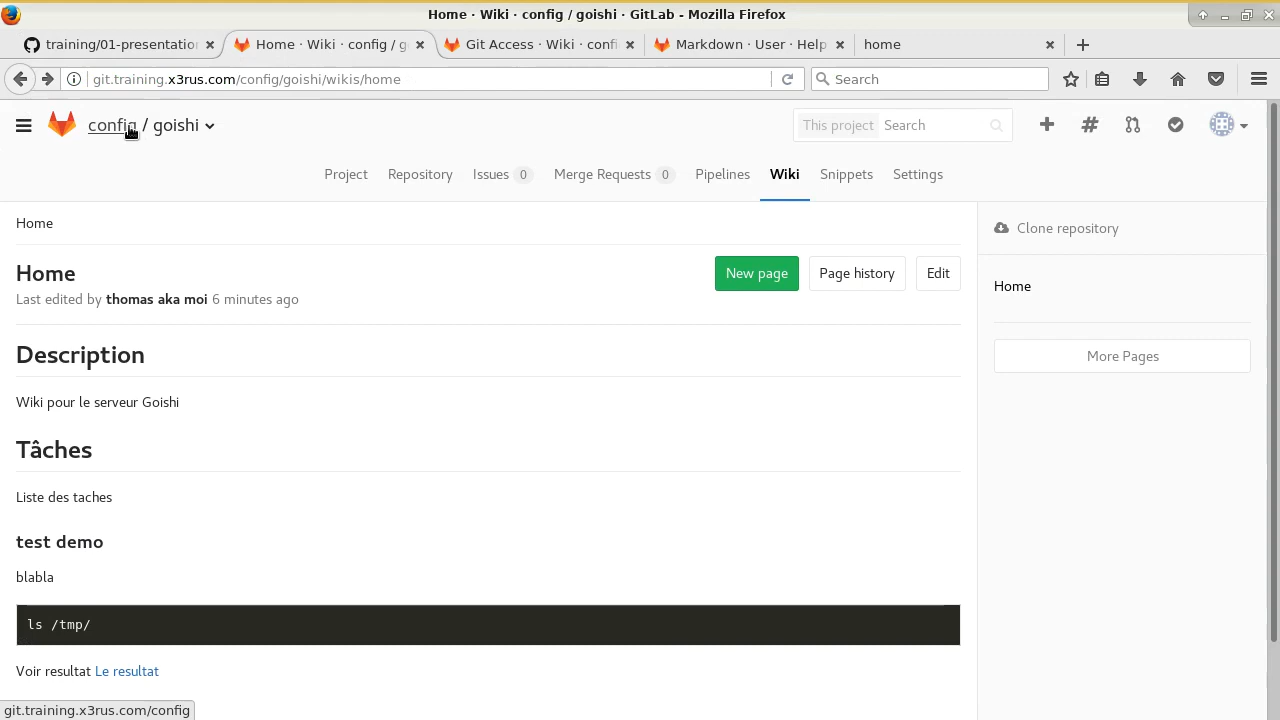 Home · Wiki · config / goishi · GitLab - Mozilla Firefox
training/01-presentation
Home · Wiki · config / g
Git Access · Wiki · confi
Markdown · User · Help
home
git.training.x3rus.com/config/goishi/wikis/home
Search
config / goishi
This project
Search
Project
Repository
Issues 0
Merge Requests 0
Pipelines
Wiki
Snippets
Settings
Home
Clone repository
Home
New page
Page history
Edit
Home
Last edited by thomas aka moi 6 minutes ago
More Pages
Description
Wiki pour le serveur Goishi
Tâches
Liste des taches
test demo
blabla
ls /tmp/
Voir resultat Le resultat
git.training.x3rus.com/config